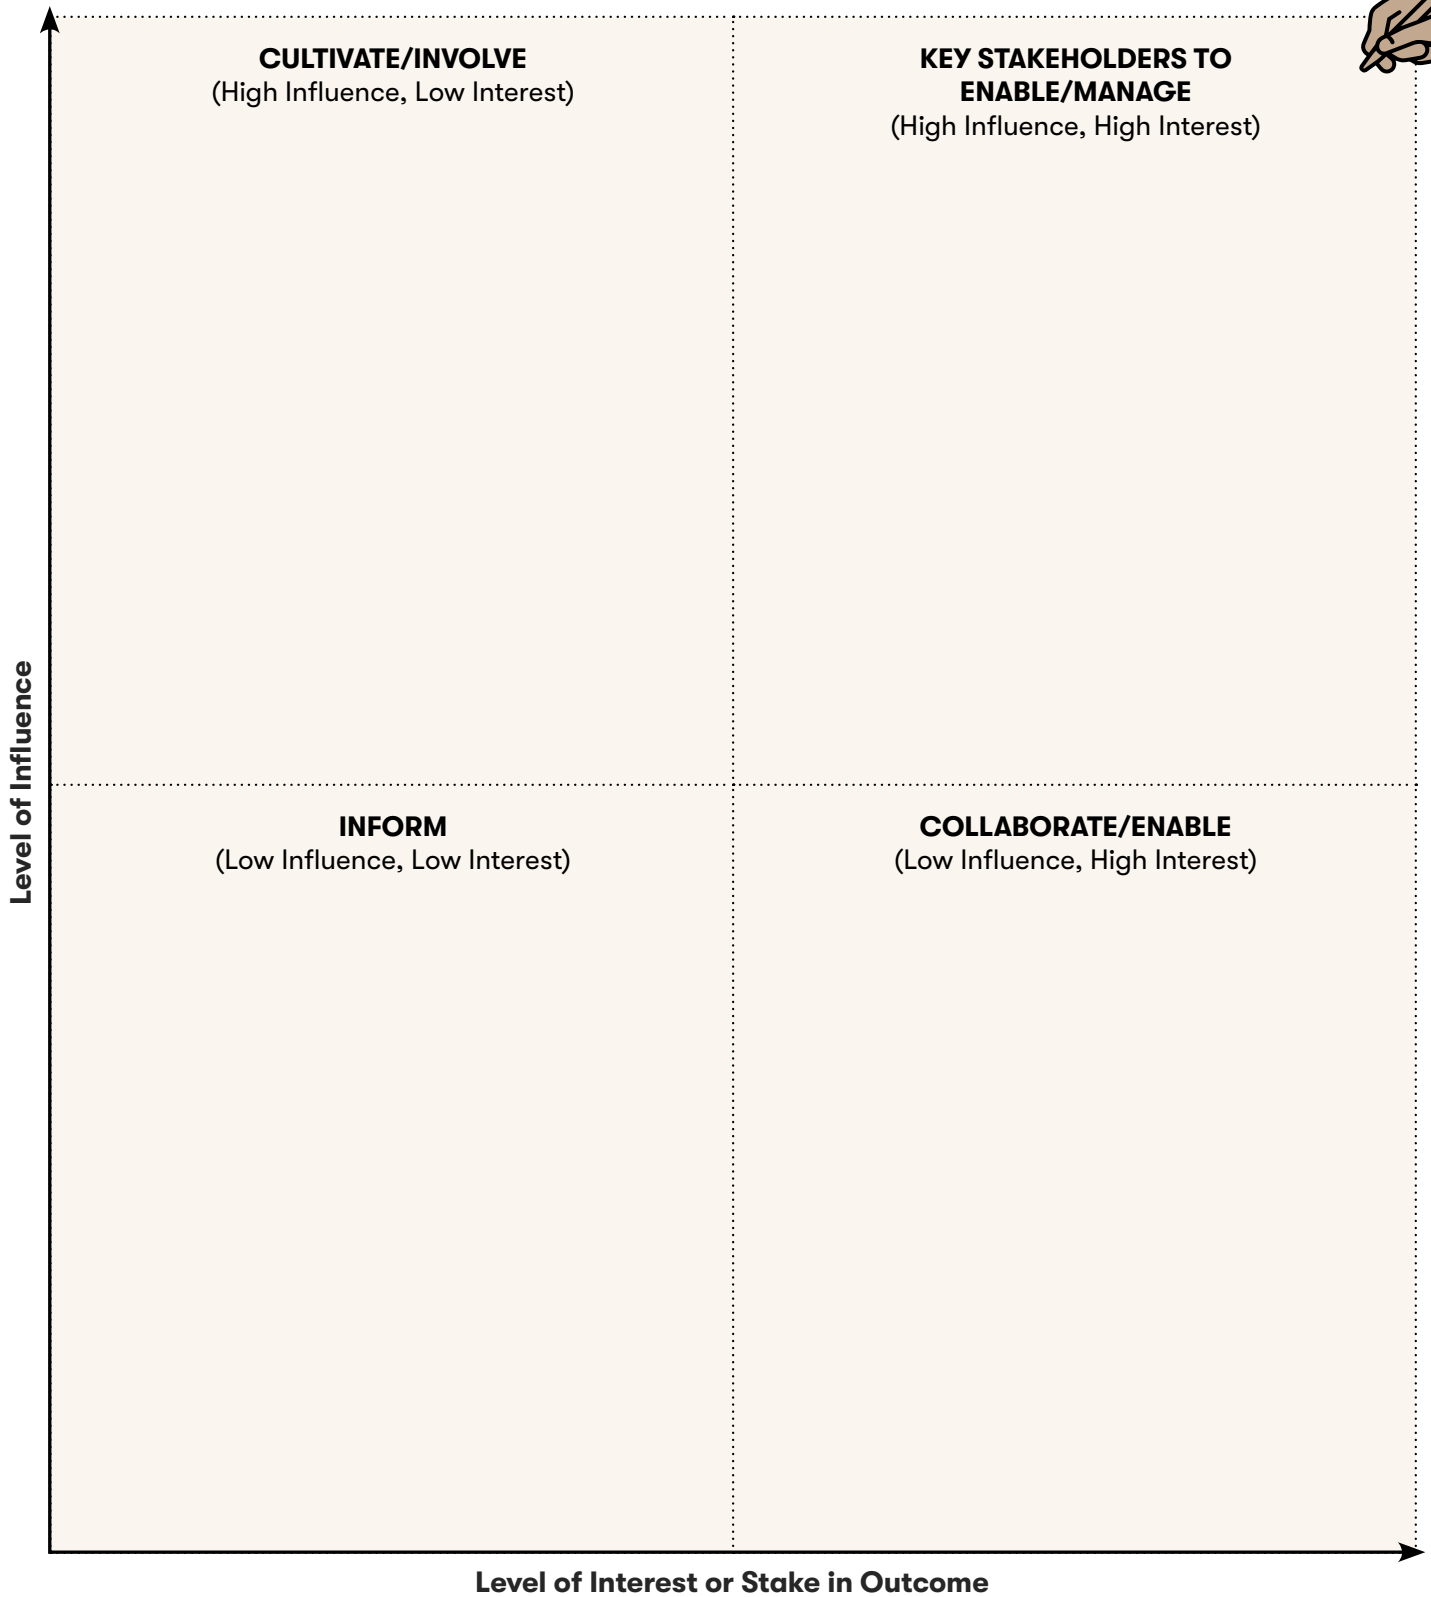 CULTIVATE/INVOLVE
(High Influence, Low Interest)
KEY STAKEHOLDERS TO
ENABLE/MANAGE
(High Influence, High Interest)
Level of Influence
INFORM
(Low Influence, Low Interest)
COLLABORATE/ENABLE
(Low Influence, High Interest)
Level of Interest or Stake in Outcome